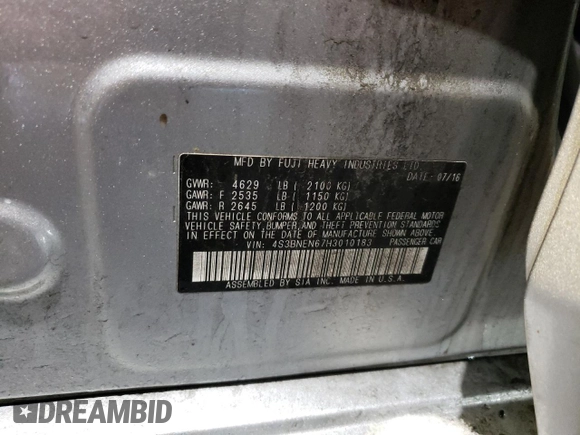 MFD BY FUJI HEAVY INDUSTRIES LTD.
DATE: 07/16
GVWR: 4629 LB ( 2100 KG)
GAWR: F 2535 LB ( 1150 KG)
GAWR: R 2645 LB ( 1200 KG)
THIS VEHICLE CONFORMS TO ALL APPLICABLE FEDERAL MOTOR
VEHICLE SAFETY, BUMPER, AND THEFT PREVENTION STANDARDS
IN EFFECT ON THE DATE OF MANUFACTURE SHOWN ABOVE.
VIN: 4S3BNEN67H3010183 PASSENGER CAR
ASSEMBLED BY SIA INC. MADE IN U.S.A.
DREAMBID